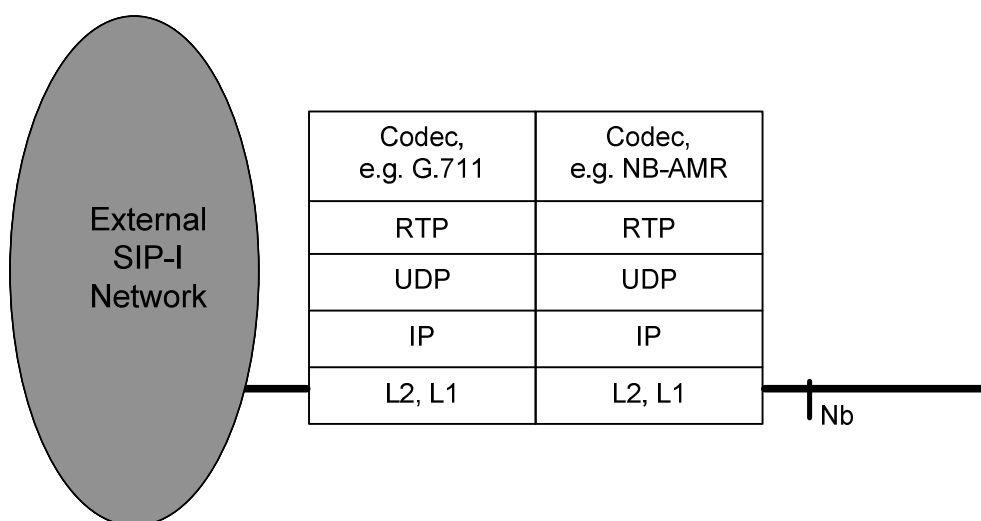 External
SIP-I
Network
Codec,
e.g. G.711
Codec,
e.g. NB-AMR
RTP
RTP
UDP
UDP
IP
IP
L2, L1
L2, L1
Nb